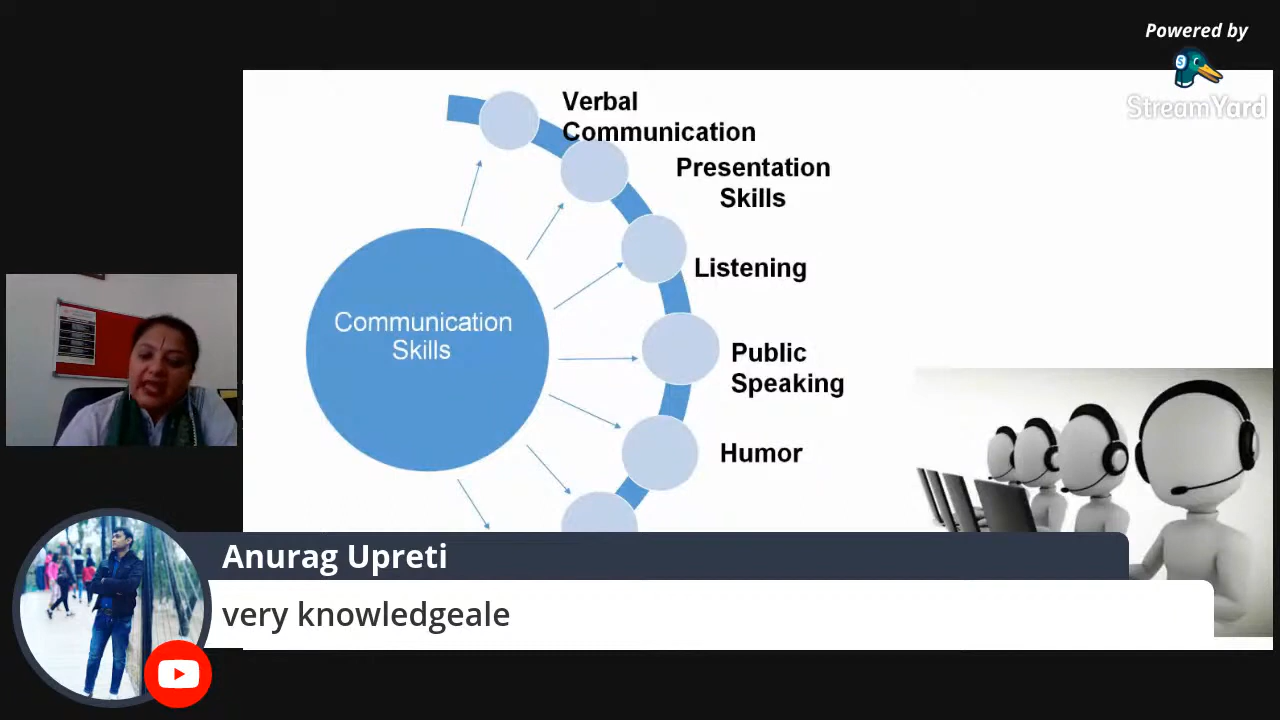 Powered by
StreamYard
Verbal
Communication
Presentation
Skills
Listening
Communication
Skills
Public
Speaking
Humor
Anurag Upreti
very knowledgeale